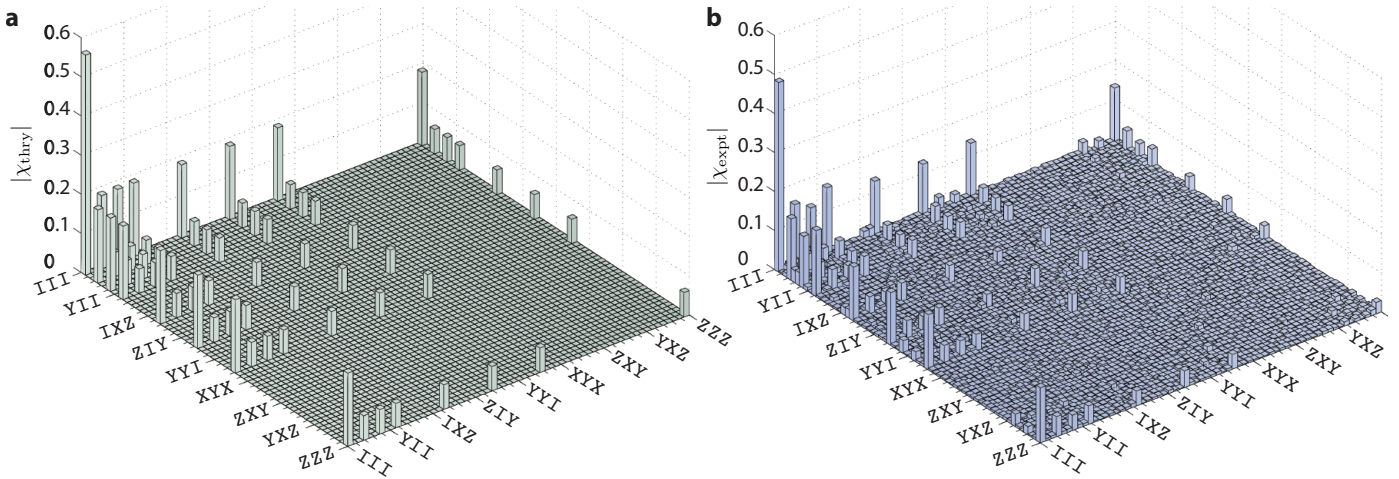 a
0.6
0.5
0.4
0.3
0.2
0.1
0
|χthry|
III
YII
IXZ
ZIY
YYI
XYX
ZXY
YXZ
ZZZ
III
YII
IXZ
ZIY
YYI
XYX
ZXY
YXZ
ZZZ
b
0.6
0.5
0.4
0.3
0.2
0.1
0
|χexpt|
III
YII
IXZ
ZIY
YYI
XYX
ZXY
YXZ
ZZZ
III
YII
IXZ
ZIY
YYI
XYX
ZXY
YXZ